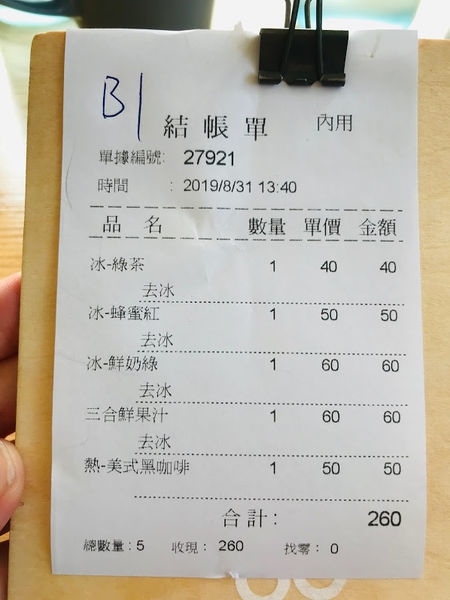 B1
結帳單 內用
單據編號: 27921
時間 : 2019/8/31 13:40
品 名 數量 單價 金額
冰-綠茶 1 40 40
去冰
冰-蜂蜜紅 1 50 50
去冰
冰-鮮奶綠 1 60 60
去冰
三合鮮果汁 1 60 60
去冰
熱-美式黑咖啡 1 50 50
合計: 260
總數量: 5 收現: 260 找零: 0